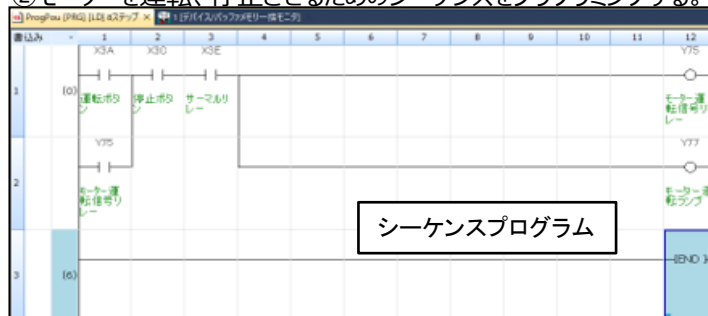 ②モーターを運転、停止させるためのシーケンスをプログラミングする。
ProgPou [PRG] [LD] 8ステップ × 1 [デバイス/バッファメモリ一括モニタ]
書込み 1 2 3 4 5 6 7 8 9 10 11 12
X3A X30 X3E Y75
1 (0) 運転ボタン 停止ボタン サーマルリレー モーター運転信号リレー
Y75 Y77
2 モーター運転信号リレー モーター運転ランプ
シーケンスプログラム
3 (6) [END ]